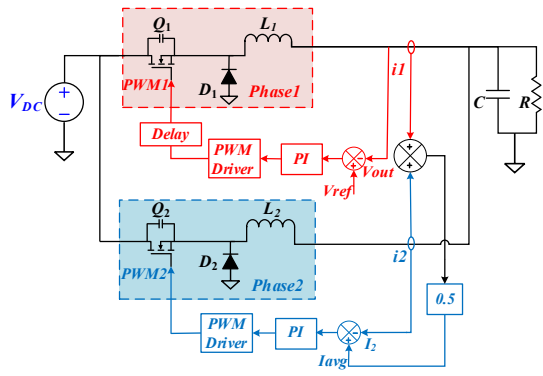 Q1
L1
i1
PWM1
D1
Phase1
VDC
C
R
Delay
PWM
Driver
PI
Vout
Vref
Q2
L2
i2
D2
PWM2
Phase2
0.5
PWM
Driver
PI
I2
Iavg